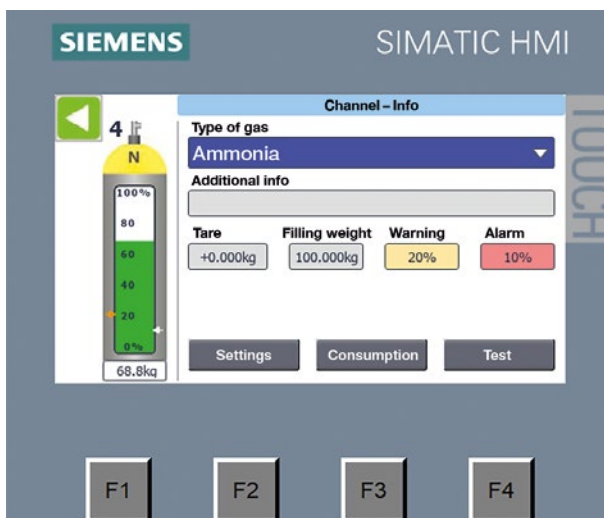 SIEMENS
SIMATIC HMI
TOUCH
Channel – Info
4
N
100%
80
60
40
20
0%
68.8kg
Type of gas
Ammonia
Additional info
Tare Filling weight Warning Alarm
+0.000kg 100.000kg 20% 10%
Settings Consumption Test
F1 F2 F3 F4